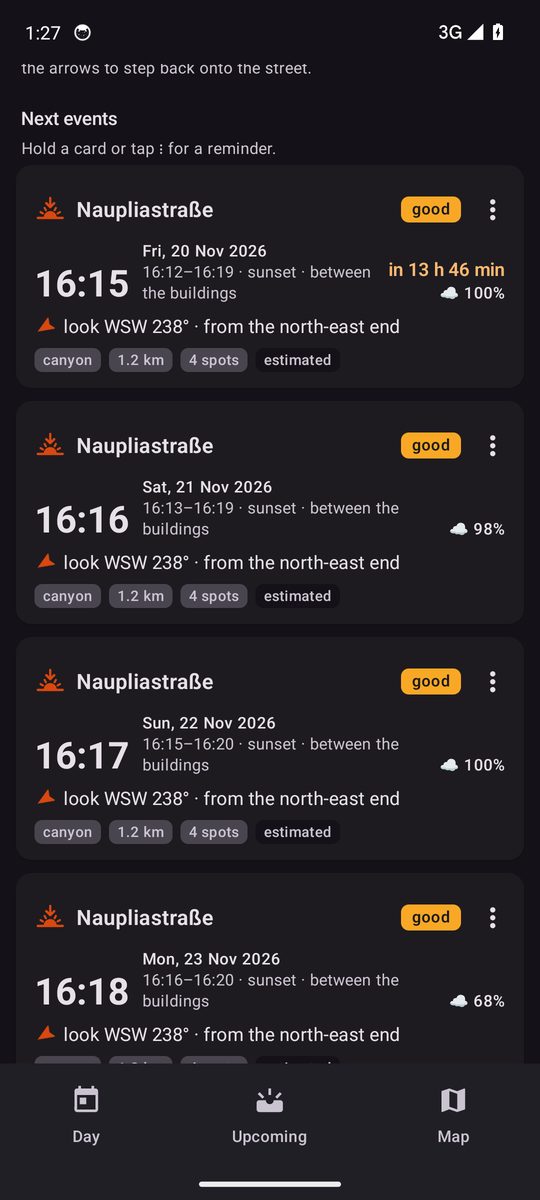 1:27
3G
the arrows to step back onto the street.
Next events
Hold a card or tap ⋮ for a reminder.
Naupliastraße
good
Fri, 20 Nov 2026
16:15
16:12–16:19 · sunset · between
the buildings
in 13 h 46 min
100%
look WSW 238° · from the north-east end
canyon 1.2 km 4 spots estimated
Naupliastraße
good
Sat, 21 Nov 2026
16:16
16:13–16:19 · sunset · between the
buildings
98%
look WSW 238° · from the north-east end
canyon 1.2 km 4 spots estimated
Naupliastraße
good
Sun, 22 Nov 2026
16:17
16:15–16:20 · sunset · between the
buildings
100%
look WSW 238° · from the north-east end
canyon 1.2 km 4 spots estimated
Naupliastraße
good
Mon, 23 Nov 2026
16:18
16:16–16:20 · sunset · between the
buildings
68%
look WSW 238° · from the north-east end
Day Upcoming Map